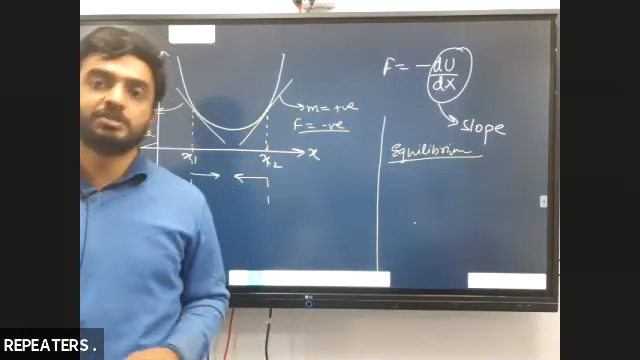 F = - dU/dx
slope
m = +ve
F = -ve
x₁
x₂
x
Equilibrium
REPEATERS .